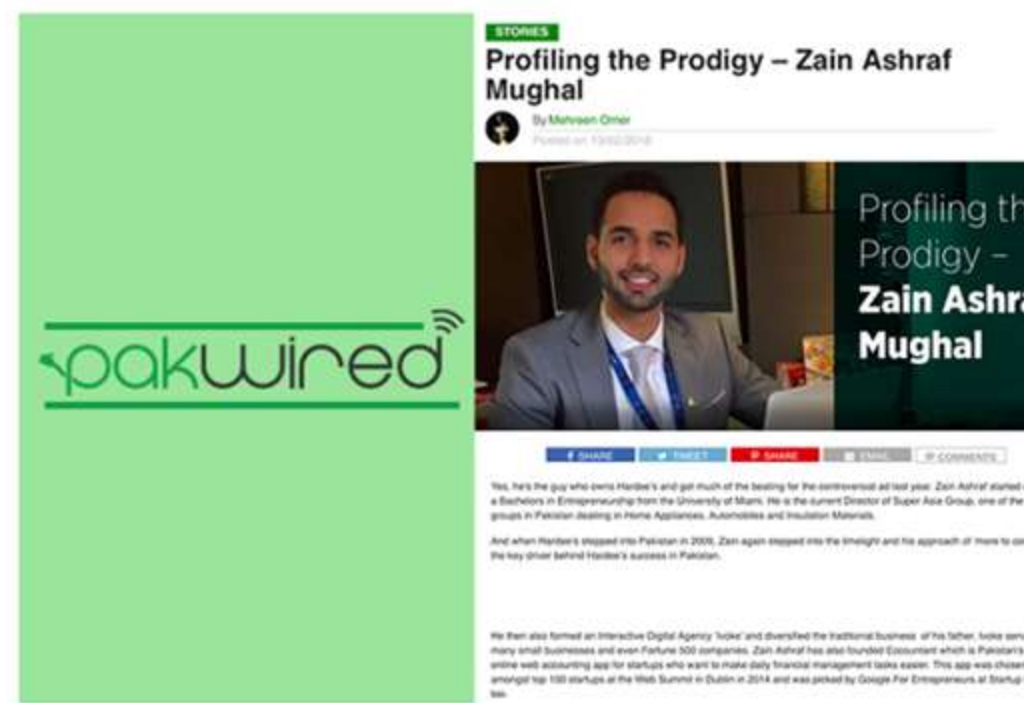 pakwired
STORIES
Profiling the Prodigy – Zain Ashraf
Mughal
By Mehreen Omer
Posted on
Profiling th
Prodigy –
Zain Ashra
Mughal
SHARE
TWEET
SHARE
EMAIL
COMMENTS
Yes, he's the guy who owns Hardee's and got much of the beating for the controversial ad last year. Zain Ashraf started
a Bachelors in Entrepreneurship from the University of Miami. He is the current Director of Super Asia Group, one of the
groups in Pakistan dealing in Home Appliances, Automobiles and Insulation Materials.
And when Hardee's stepped into Pakistan in 2009, Zain again stepped into the limelight and his approach of 'more to
the key driver behind Hardee's success in Pakistan.
He then also formed an Interactive Digital Agency 'Ivoke' and diversified the traditional business of his father. Ivoke
many small businesses and even Fortune 500 companies. Zain Ashraf has also founded Eccountant which is Pakistan's
online web accounting app for startups who want to make daily financial management tasks easier. This app was chosen
amongst top 100 startups at the Web Summit in Dublin in 2014 and was picked by Google For Entrepreneurs at Startup
too.